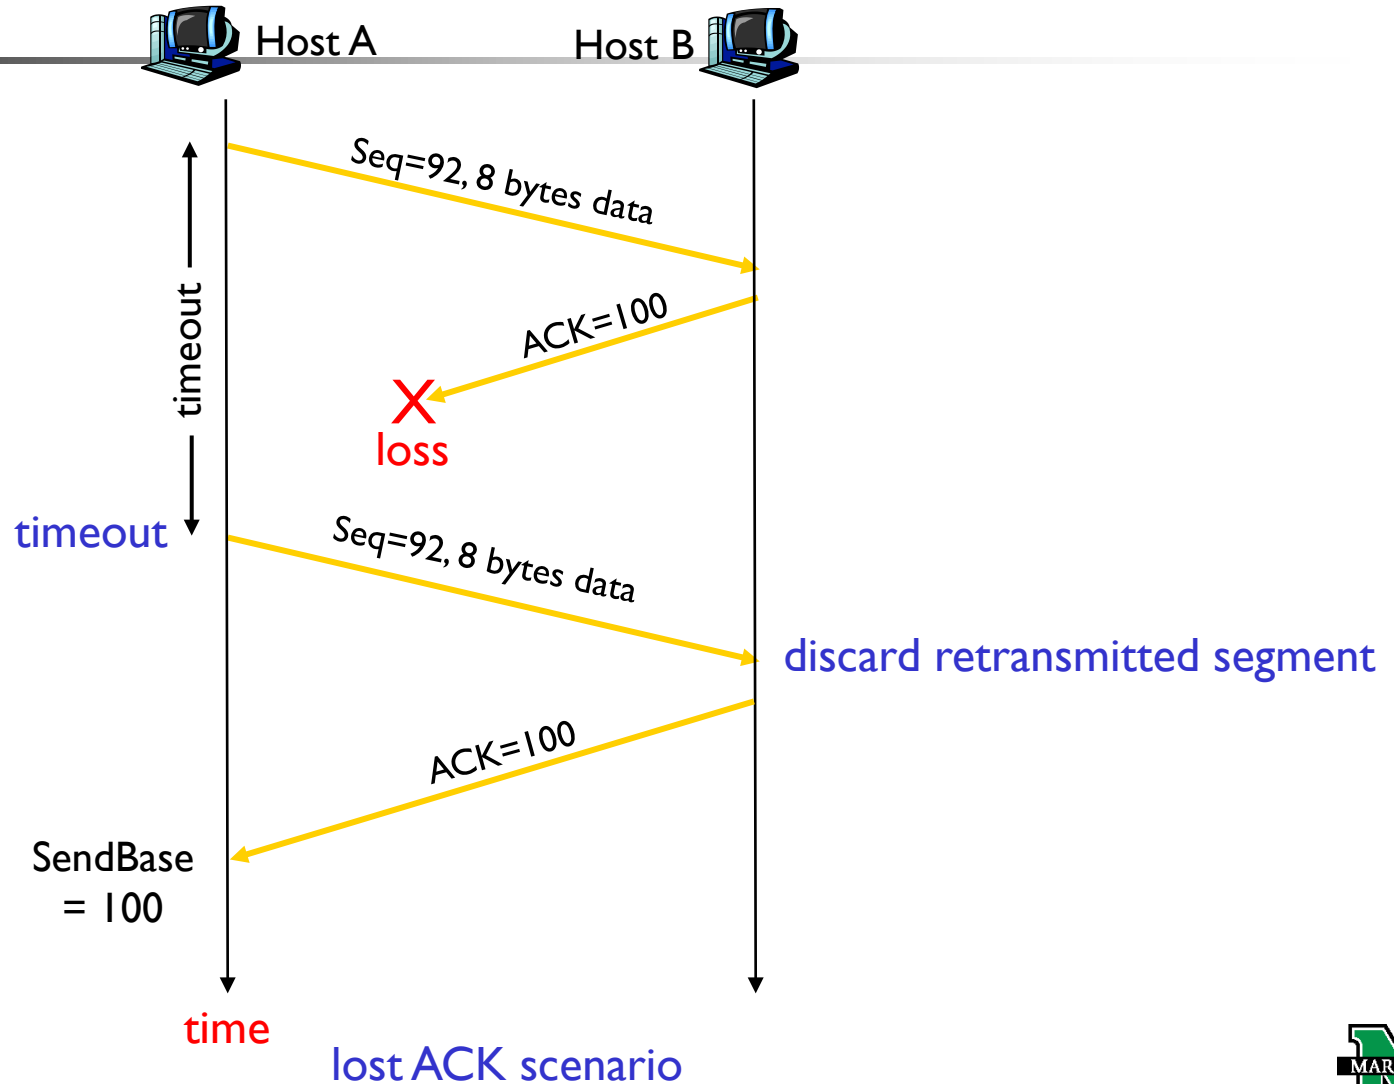 Host A
Host B
Seq=92, 8 bytes data
timeout
ACK=100
X
loss
timeout
Seq=92, 8 bytes data
discard retransmitted segment
ACK=100
SendBase
= 100
time
lost ACK scenario
MAR